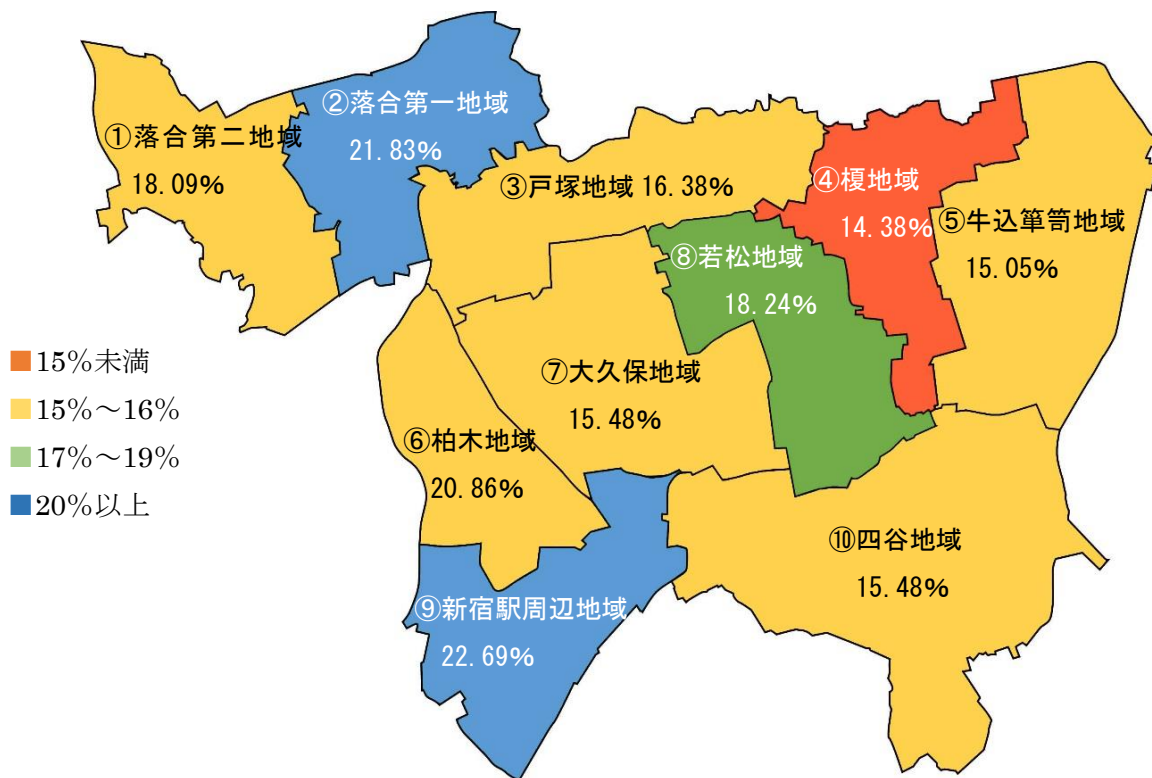 ①落合第二地域
18.09%
②落合第一地域
21.83%
③戸塚地域 16.38%
④榎地域
14.38%
⑤牛込箪笥地域
15.05%
⑧若松地域
18.24%
⑦大久保地域
15.48%
⑥柏木地域
20.86%
⑨新宿駅周辺地域
22.69%
⑩四谷地域
15.48%
■15%未満
■15%～16%
■17%～19%
■20%以上